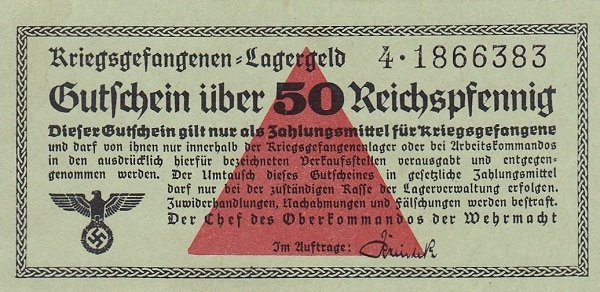 Kriegsgefangenen-Lagergeld 4·1866383
Gutschein über 50 Reichspfennig
Dieser Gutschein gilt nur als Zahlungsmittel für Kriegsgefangene
und darf von ihnen nur innerhalb der Kriegsgefangenenlager oder bei Arbeitskommandos
in den ausdrücklich hierfür bezeichneten Verkaufsstellen verausgabt und entgegen-
genommen werden. Der Umtausch dieses Gutscheines in gesetzliche Zahlungsmittel
darf nur bei der zuständigen Kasse der Lagerverwaltung erfolgen.
Zuwiderhandlungen, Nachahmungen und Fälschungen werden bestraft.
Der Chef des Oberkommandos der Wehrmacht
Im Auftrage: